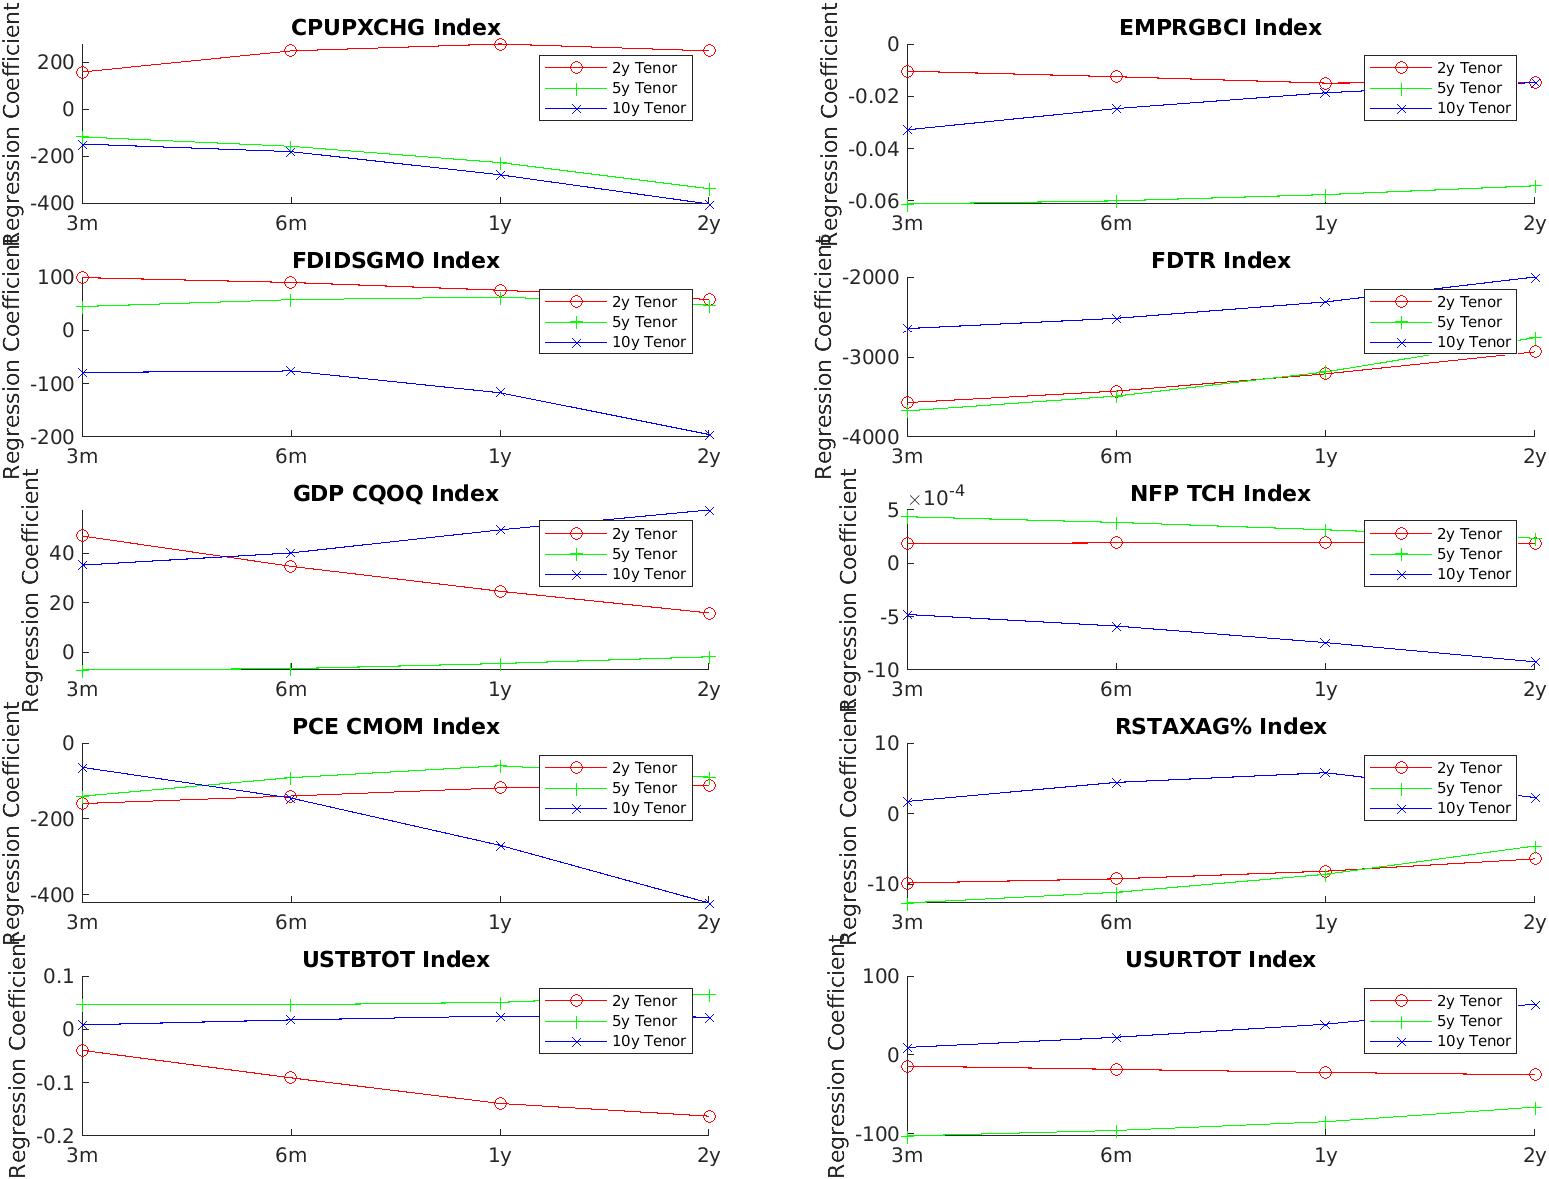 CPUPXCHG Index
Regression Coefficient
200
0
-200
-400
3m 6m 1y 2y
2y Tenor
5y Tenor
10y Tenor
EMPRGBCI Index
Regression Coefficient
0
-0.02
-0.04
-0.06
3m 6m 1y 2y
2y Tenor
5y Tenor
10y Tenor
FDIDSGMO Index
Regression Coefficient
100
0
-100
-200
3m 6m 1y 2y
2y Tenor
5y Tenor
10y Tenor
FDTR Index
Regression Coefficient
-2000
-3000
-4000
3m 6m 1y 2y
2y Tenor
5y Tenor
10y Tenor
GDP CQOQ Index
Regression Coefficient
40
20
0
3m 6m 1y 2y
2y Tenor
5y Tenor
10y Tenor
NFP TCH Index
Regression Coefficient
×10-4
5
0
-5
-10
3m 6m 1y 2y
2y Tenor
5y Tenor
10y Tenor
PCE CMOM Index
Regression Coefficient
0
-200
-400
3m 6m 1y 2y
2y Tenor
5y Tenor
10y Tenor
RSTAXAG% Index
Regression Coefficient
10
0
-10
3m 6m 1y 2y
2y Tenor
5y Tenor
10y Tenor
USTBTOT Index
Regression Coefficient
0.1
0
-0.1
-0.2
3m 6m 1y 2y
2y Tenor
5y Tenor
10y Tenor
USURTOT Index
Regression Coefficient
100
0
-100
3m 6m 1y 2y
2y Tenor
5y Tenor
10y Tenor